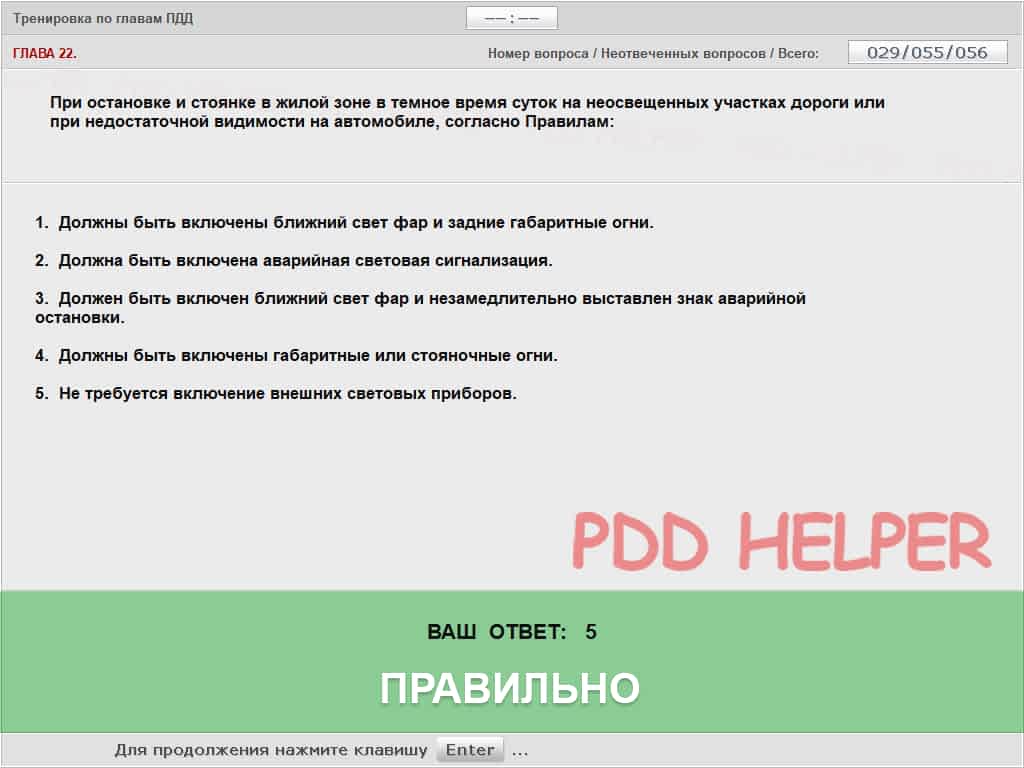 Тренировка по главам ПДД
−− : −−
ГЛАВА 22.
Номер вопроса / Неотвеченных вопросов / Всего: 029/055/056
При остановке и стоянке в жилой зоне в темное время суток на неосвещенных участках дороги или
при недостаточной видимости на автомобиле, согласно Правилам:
1. Должны быть включены ближний свет фар и задние габаритные огни.
2. Должна быть включена аварийная световая сигнализация.
3. Должен быть включен ближний свет фар и незамедлительно выставлен знак аварийной
остановки.
4. Должны быть включены габаритные или стояночные огни.
5. Не требуется включение внешних световых приборов.
PDD HELPER
ВАШ ОТВЕТ: 5
ПРАВИЛЬНО
Для продолжения нажмите клавишу Enter ...